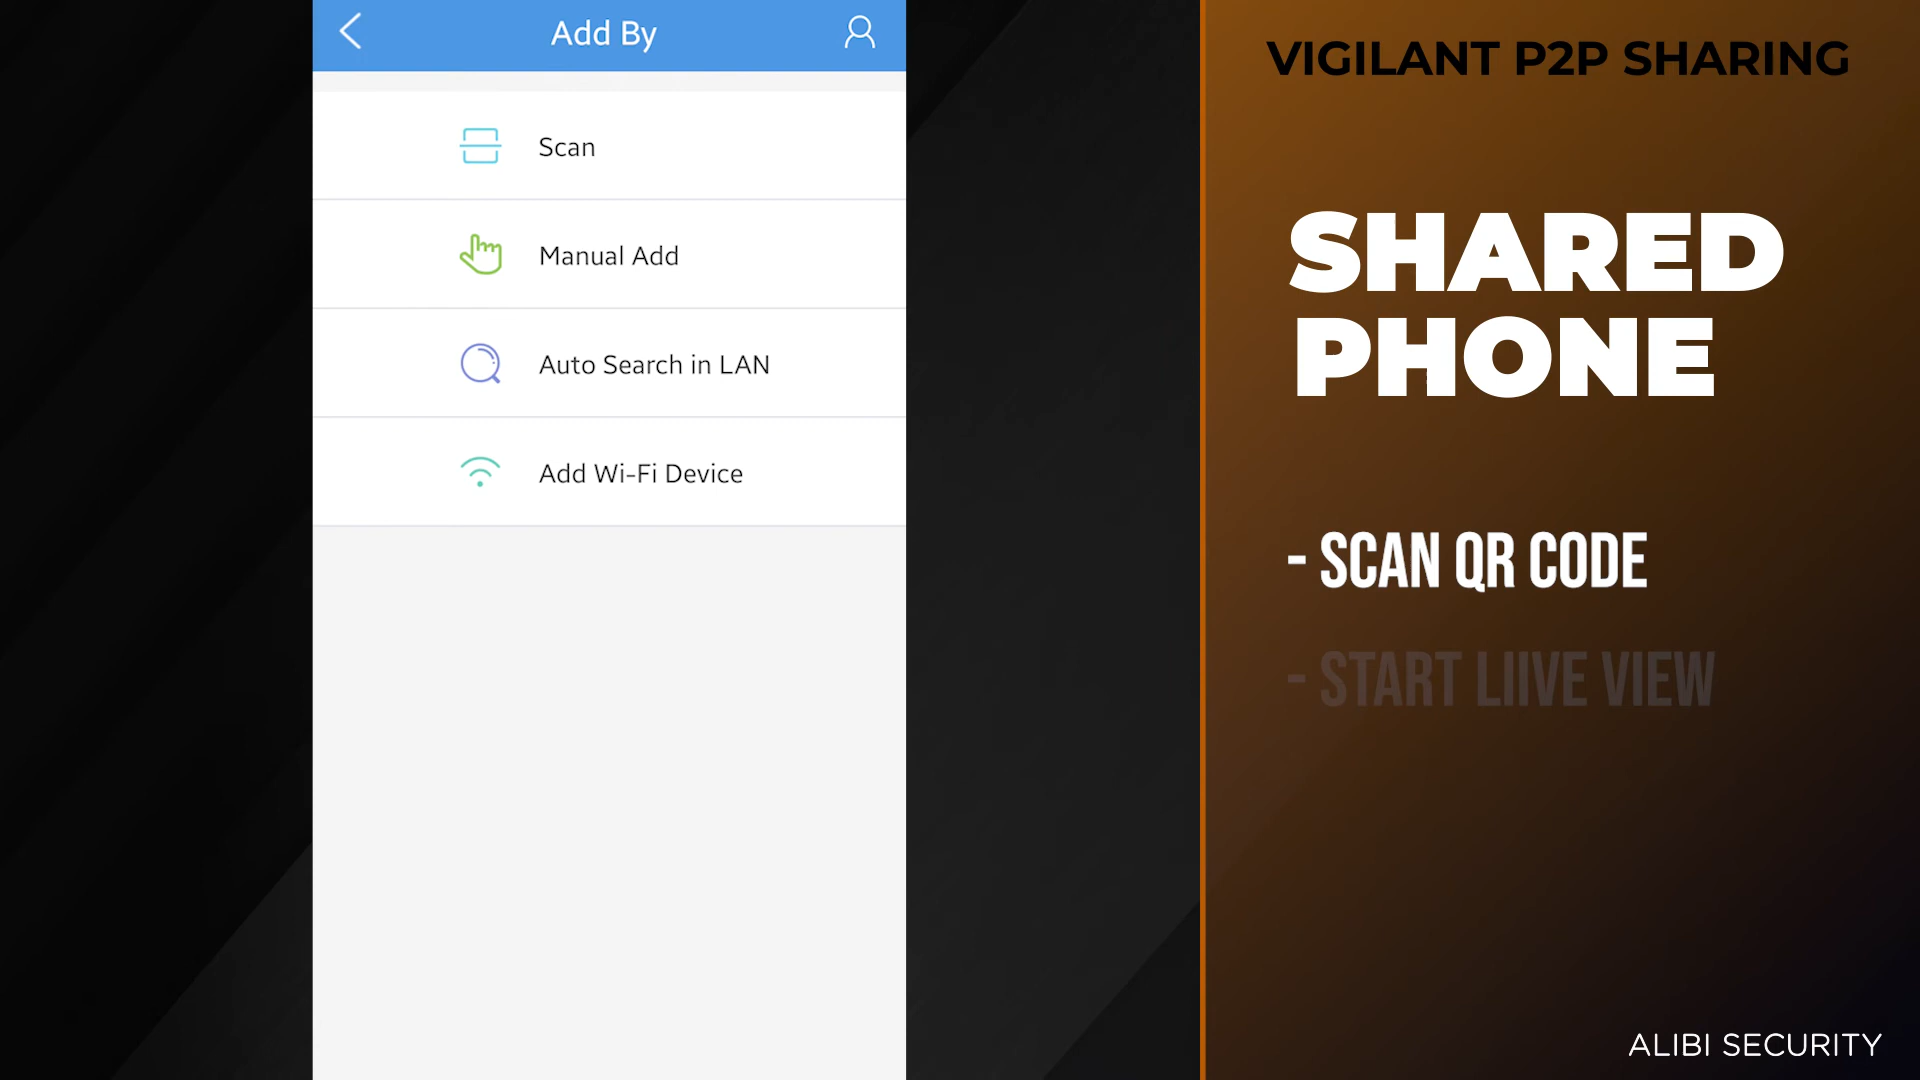 Add By
Scan
Manual Add
Auto Search in LAN
Add Wi-Fi Device
VIGILANT P2P SHARING
SHARED
PHONE
- SCAN QR CODE
- START LIIVE VIEW
ALIBI SECURITY